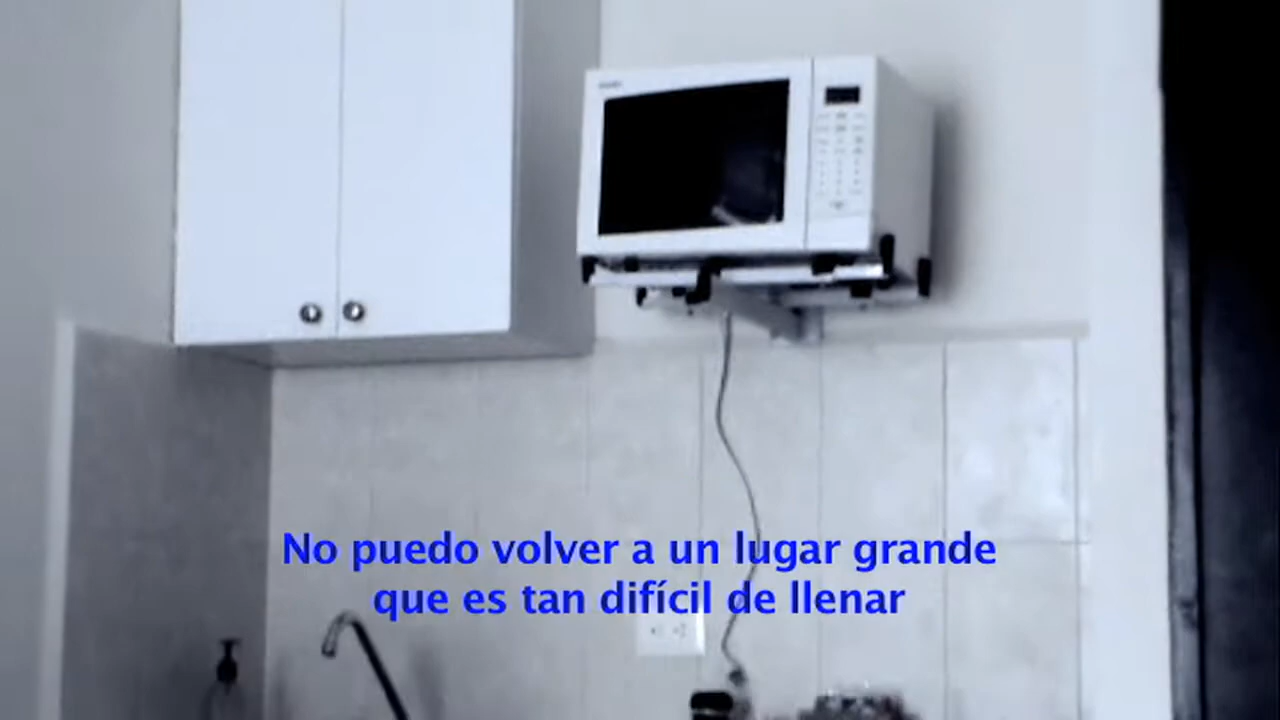 No puedo volver a un lugar grande
que es tan difícil de llenar